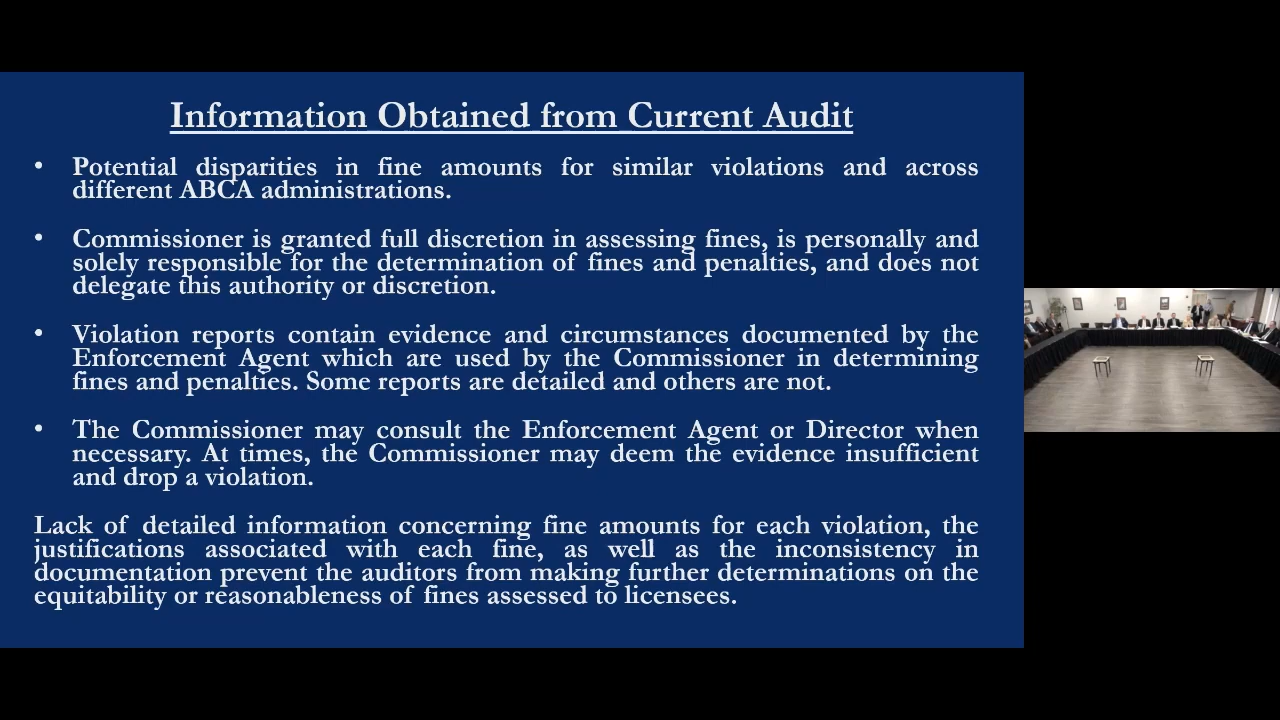 Information Obtained from Current Audit
• Potential disparities in fine amounts for similar violations and across
different ABCA administrations.
• Commissioner is granted full discretion in assessing fines, is personally and
solely responsible for the determination of fines and penalties, and does not
delegate this authority or discretion.
• Violation reports contain evidence and circumstances documented by the
Enforcement Agent which are used by the Commissioner in determining
fines and penalties. Some reports are detailed and others are not.
• The Commissioner may consult the Enforcement Agent or Director when
necessary. At times, the Commissioner may deem the evidence insufficient
and drop a violation.
Lack of detailed information concerning fine amounts for each violation, the
justifications associated with each fine, as well as the inconsistency in
documentation prevent the auditors from making further determinations on the
equitability or reasonableness of fines assessed to licensees.